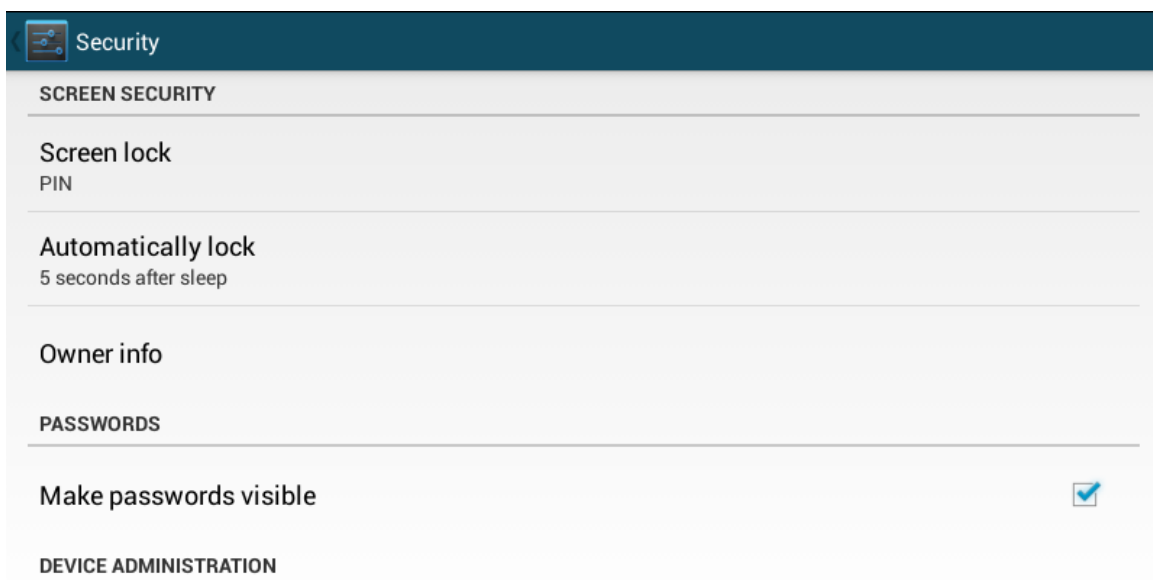 Security
SCREEN SECURITY
Screen lock
PIN
Automatically lock
5 seconds after sleep
Owner info
PASSWORDS
Make passwords visible
DEVICE ADMINISTRATION